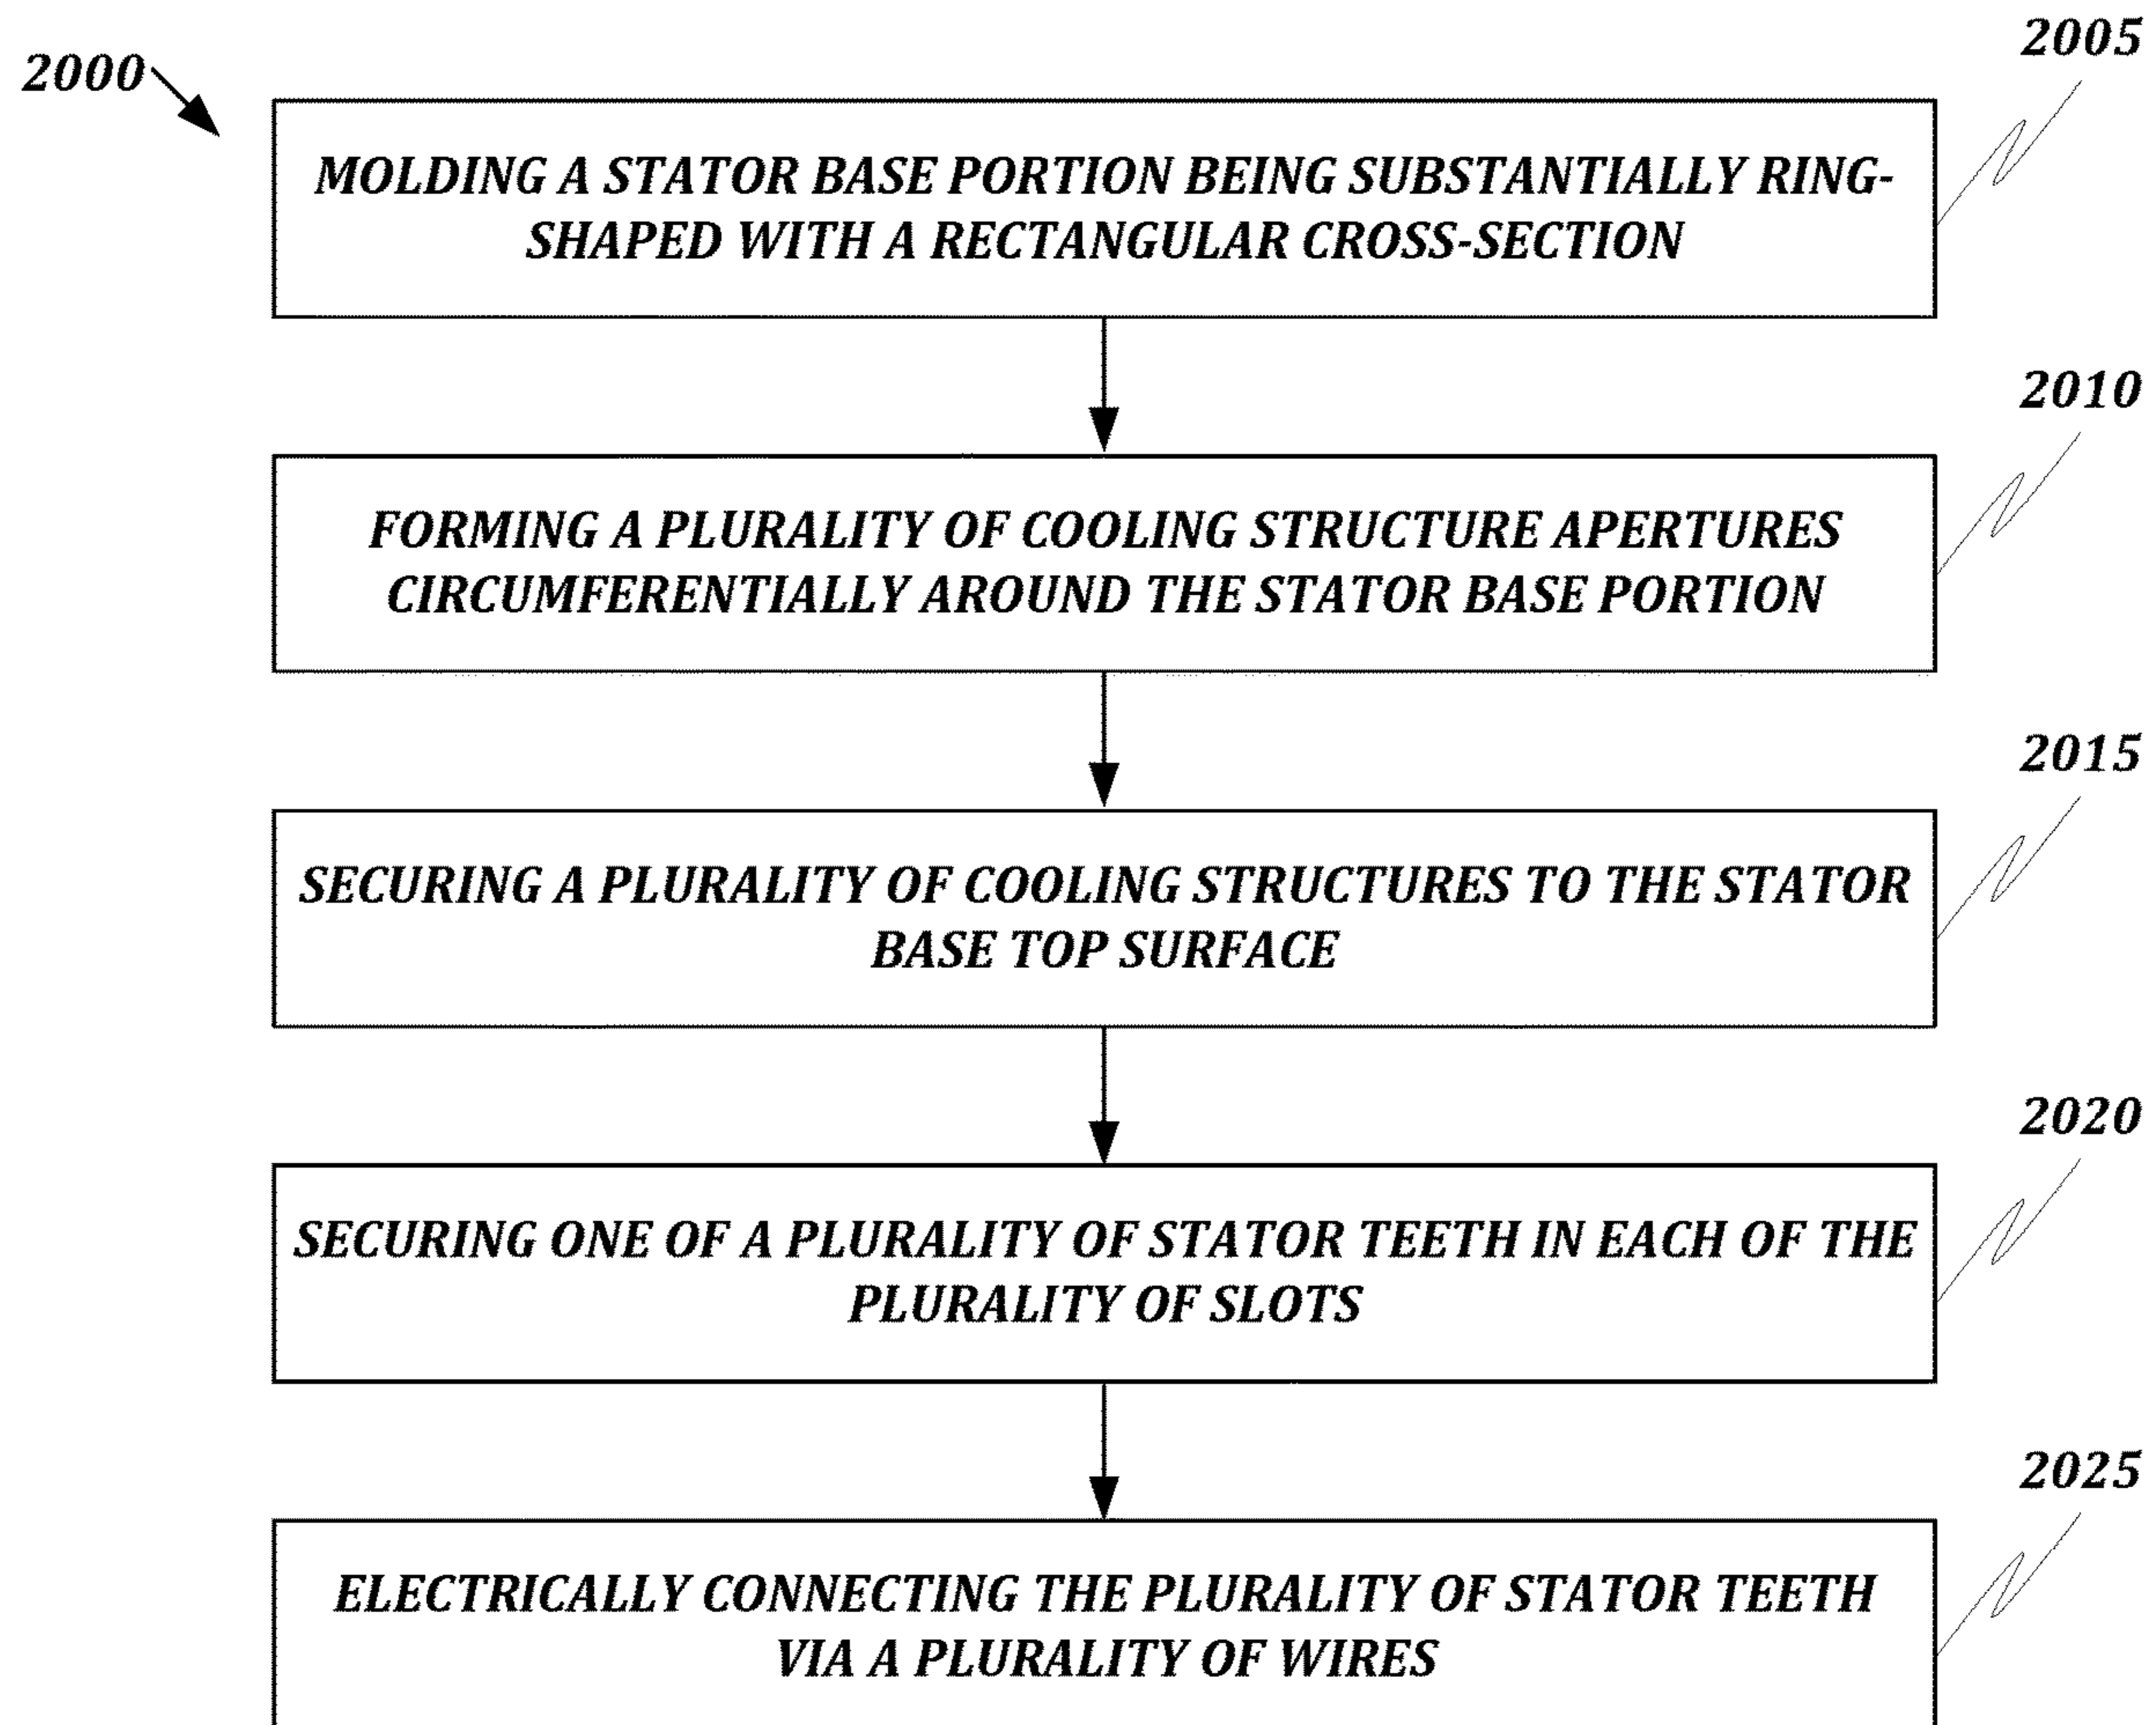 2000
2005
MOLDING A STATOR BASE PORTION BEING SUBSTANTIALLY RING-
SHAPED WITH A RECTANGULAR CROSS-SECTION
2010
FORMING A PLURALITY OF COOLING STRUCTURE APERTURES
CIRCUMFERENTIALLY AROUND THE STATOR BASE PORTION
2015
SECURING A PLURALITY OF COOLING STRUCTURES TO THE STATOR
BASE TOP SURFACE
2020
SECURING ONE OF A PLURALITY OF STATOR TEETH IN EACH OF THE
PLURALITY OF SLOTS
2025
ELECTRICALLY CONNECTING THE PLURALITY OF STATOR TEETH
VIA A PLURALITY OF WIRES